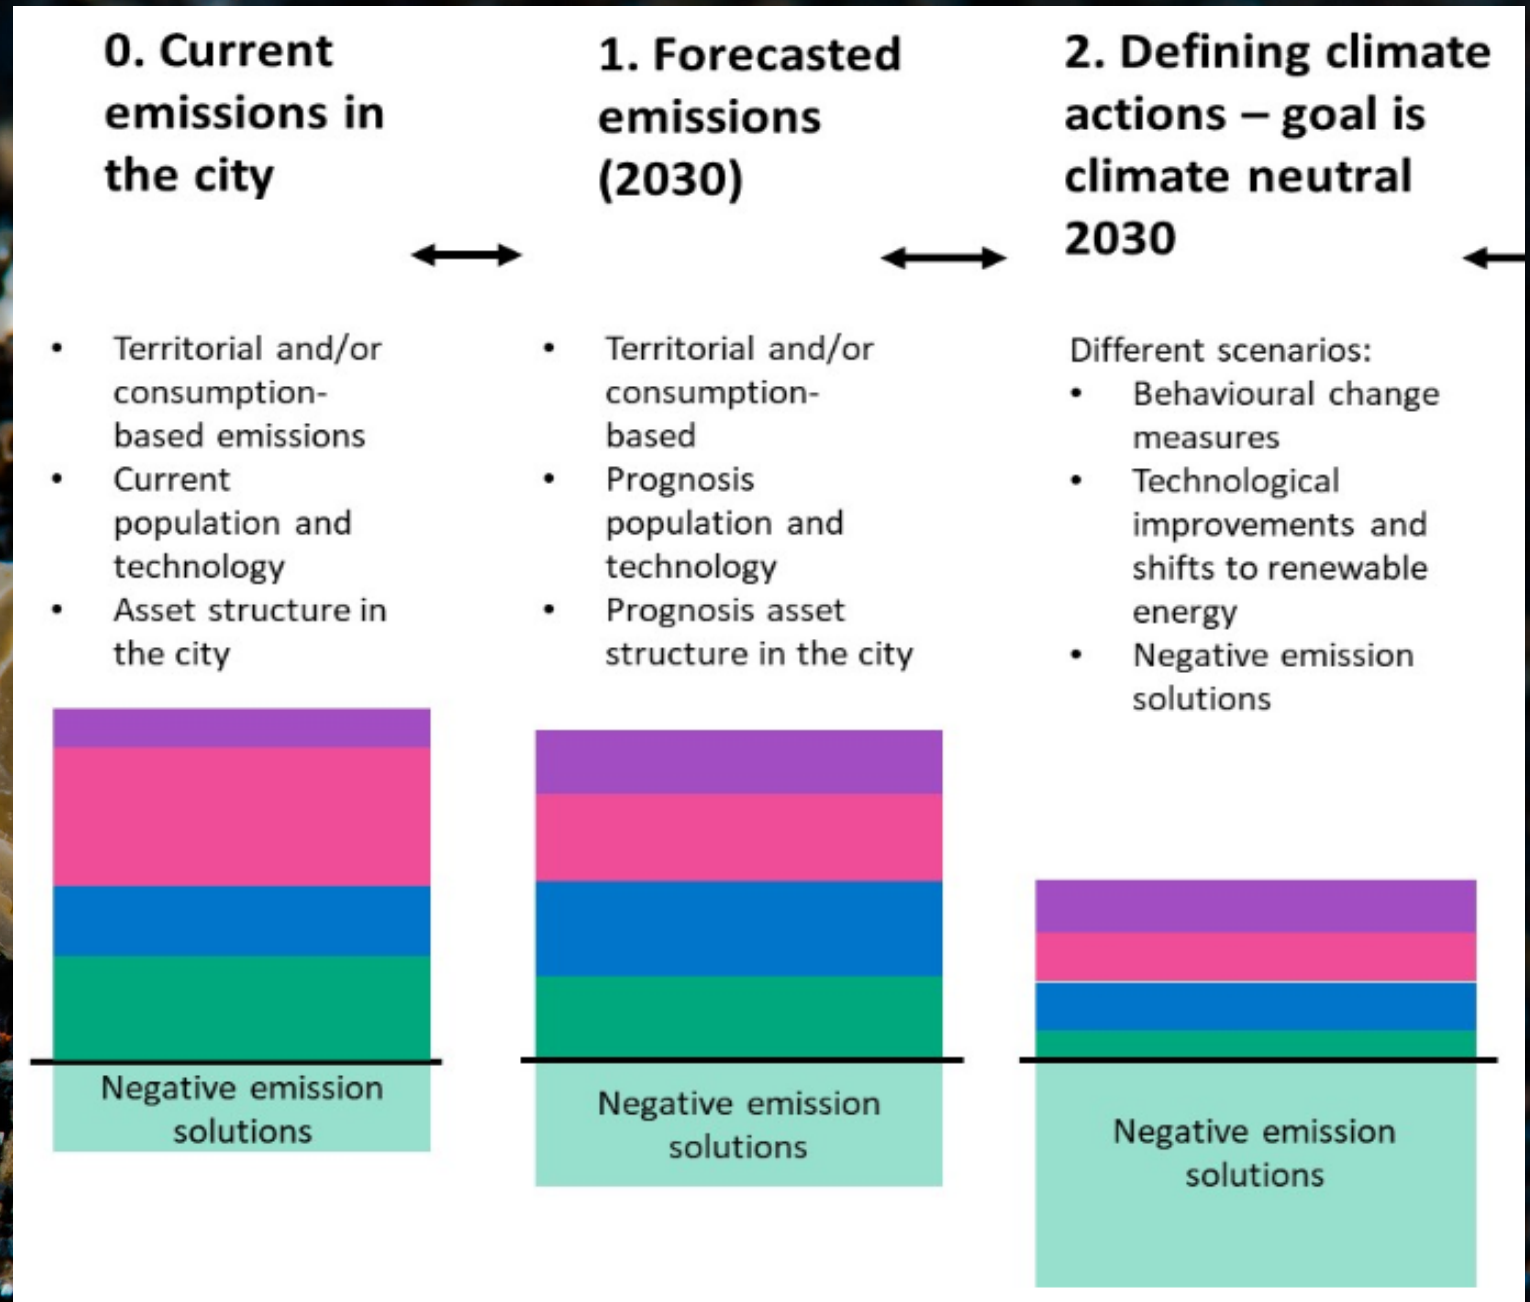 0. Current
emissions in
the city
1. Forecasted
emissions
(2030)
2. Defining climate
actions – goal is
climate neutral
2030
• Territorial and/or
consumption-
based emissions
• Current
population and
technology
• Asset structure in
the city
• Territorial and/or
consumption-
based
• Prognosis
population and
technology
• Prognosis asset
structure in the city
Different scenarios:
• Behavioural change
measures
• Technological
improvements and
shifts to renewable
energy
• Negative emission
solutions
Negative emission
solutions
Negative emission
solutions
Negative emission
solutions